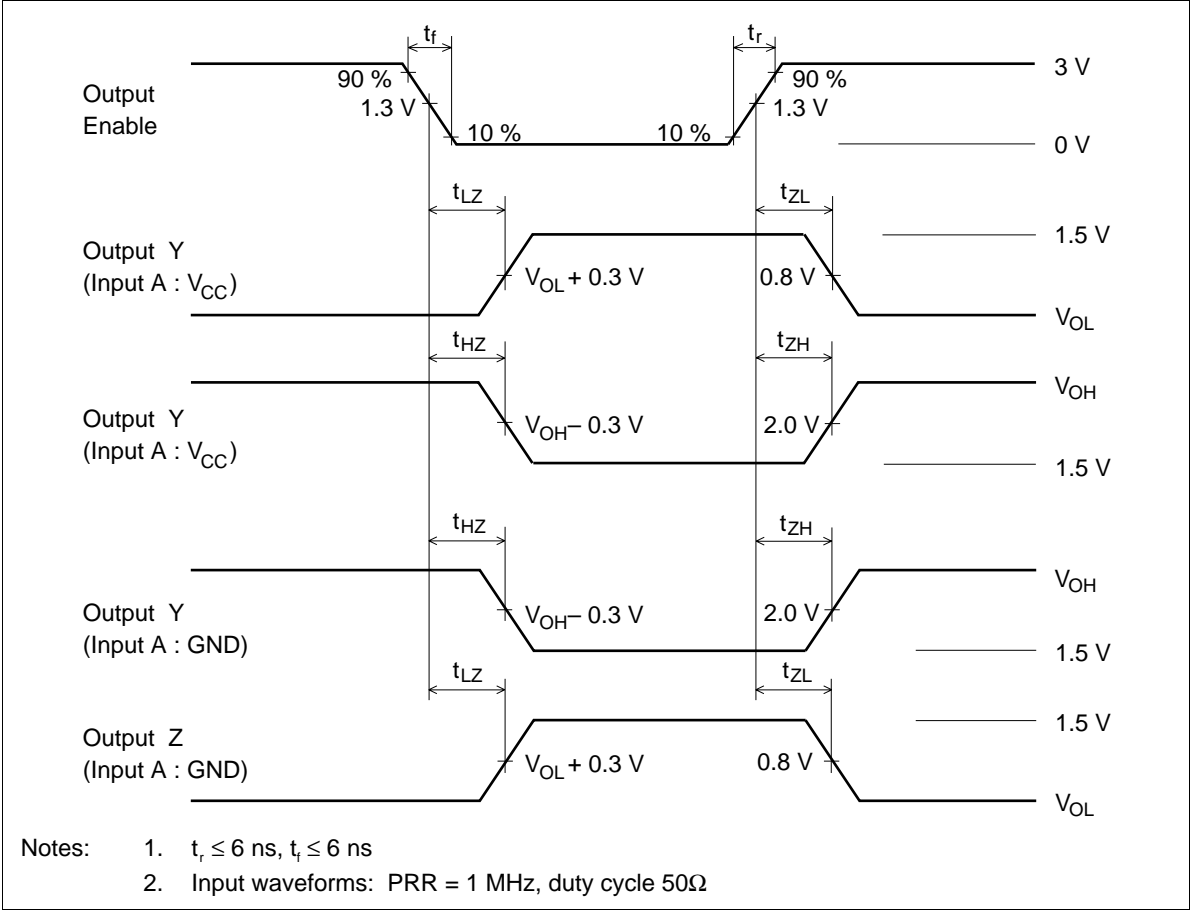 tf
tr
90 %
90 %
3 V
Output
Enable
1.3 V
1.3 V
10 %
10 %
0 V
tLZ
tZL
Output Y
(Input A : VCC)
1.5 V
VOL + 0.3 V
0.8 V
VOL
tHZ
tZH
Output Y
(Input A : VCC)
VOH
VOH – 0.3 V
2.0 V
1.5 V
tHZ
tZH
Output Y
(Input A : GND)
VOH
VOH – 0.3 V
2.0 V
1.5 V
tLZ
tZL
Output Z
(Input A : GND)
1.5 V
VOL + 0.3 V
0.8 V
VOL
Notes: 1. tr ≤ 6 ns, tf ≤ 6 ns
2. Input waveforms: PRR = 1 MHz, duty cycle 50Ω